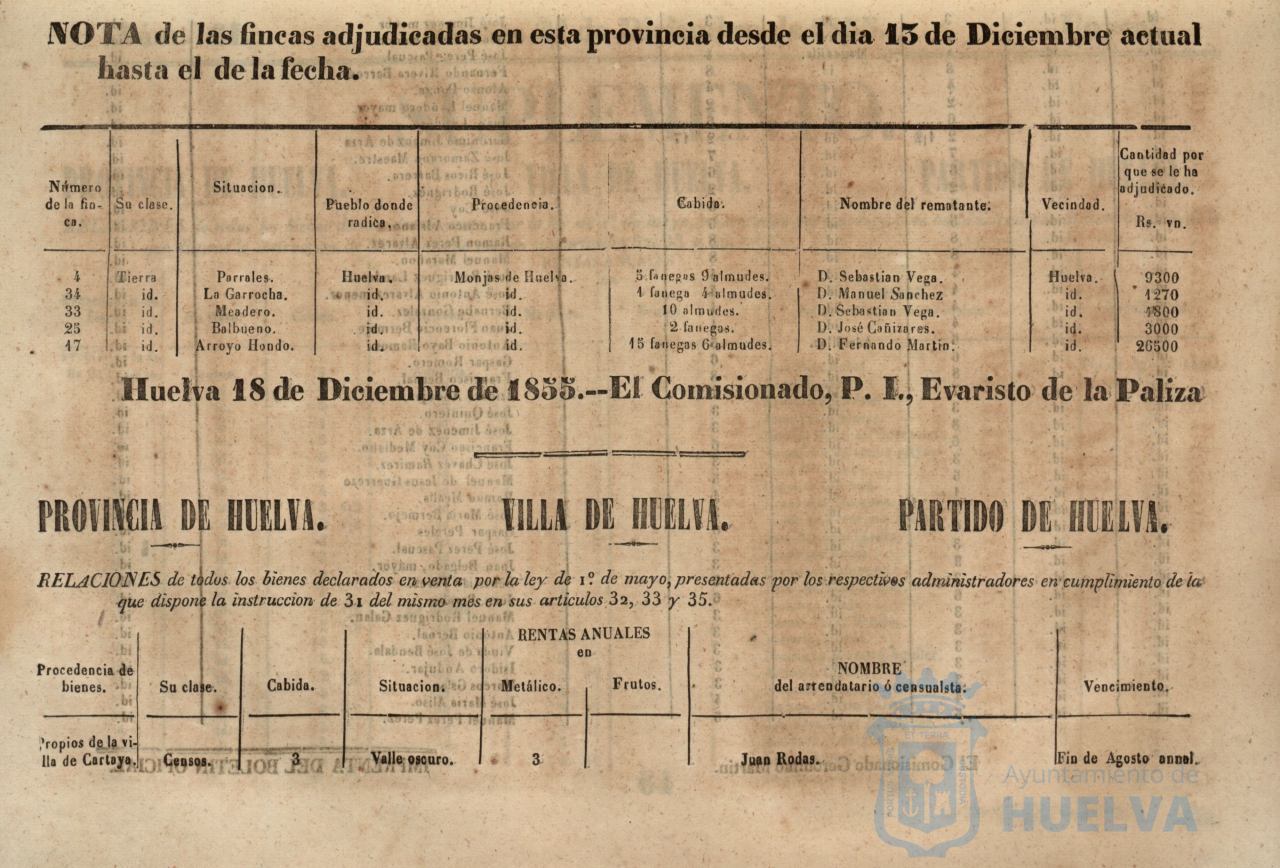 NOTA de las fincas adjudicadas en esta provincia desde el dia 13 de Diciembre actual
hasta el de la fecha.
Número de la finca. Su clase. Situacion. Pueblo donde radica. Procedencia. Cabida. Nombre del rematante. Vecindad. Cantidad por que se le ha adjudicado. Rs. vn.
4 Tierra Parrales. Huelva. Monjas de Huelva. 5 fanegas 9 almudes. D. Sebastian Vega. Huelva. 9300
34 id. La Garrocha. id. id. 1 fanega 4 almudes. D. Manuel Sanchez id. 1270
33 id. Meadero. id. id. 10 almudes. D. Sebastian Vega. id. 1800
25 id. Balbueno. id. id. 2 fanegas. D. José Cañizares. id. 3000
17 id. Arroyo Hondo. id. id. 15 fanegas 6 almudes. D. Fernando Martin. id. 26500
Huelva 18 de Diciembre de 1855.--El Comisionado, P. I., Evaristo de la Paliza
PROVINCIA DE HUELVA. VILLA DE HUELVA. PARTIDO DE HUELVA.
RELACIONES de todos los bienes declarados en venta por la ley de 1º. de mayo, presentadas por los respectivos administradores en cumplimiento de la
que dispone la instruccion de 31 del mismo mes en sus articulos 32, 33 y 35.
RENTAS ANUALES
en
Procedencia de bienes. Su clase. Cabida. Situacion. Metálico. Frutos. NOMBRE del arrendatario ó censualista. Vencimiento.
Propios de la vi-
lla de Cartaya. Censos. 3 Valle oscuro. 3 Juan Rodas. Fin de Agosto annal.
Ayuntamiento de
HUELVA